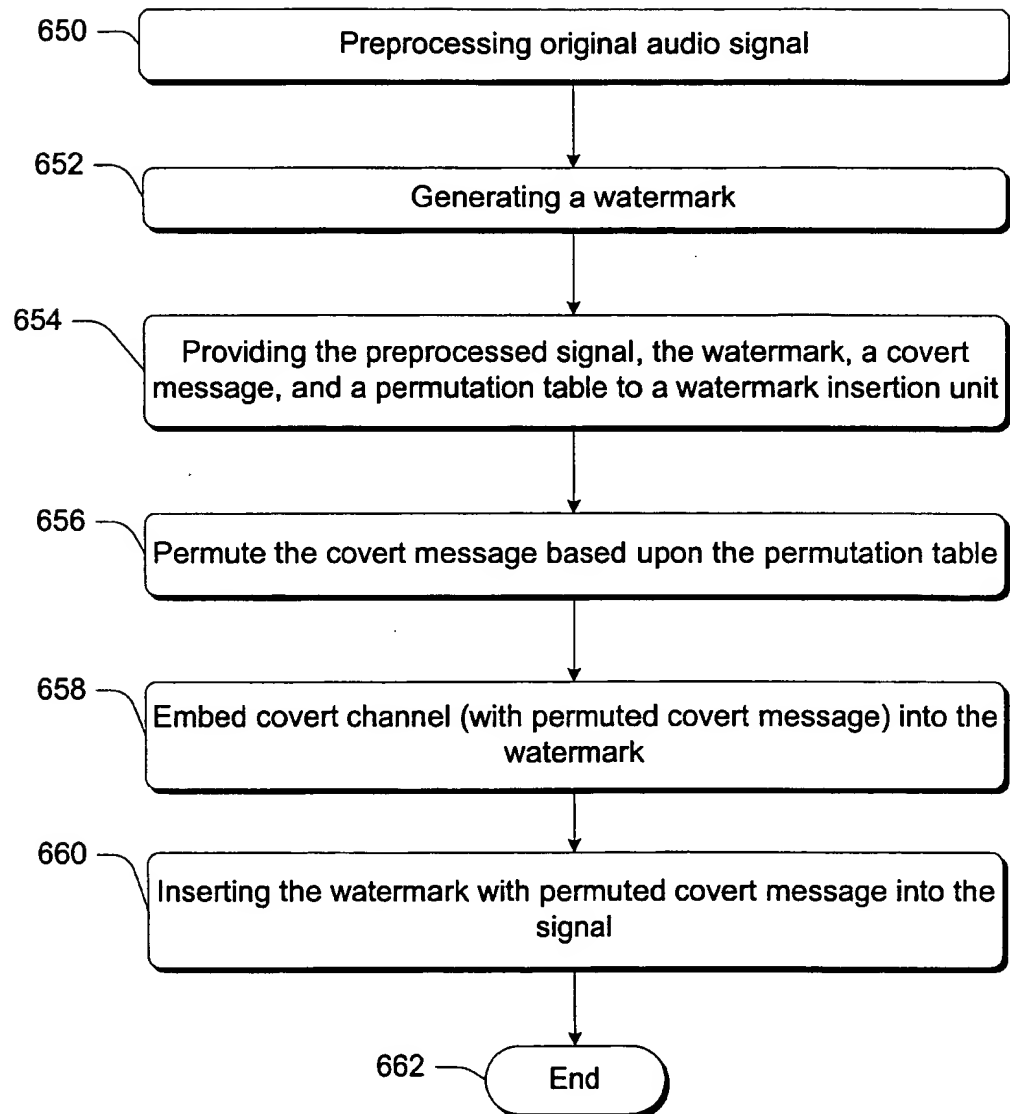 650
Preprocessing original audio signal
652
Generating a watermark
654
Providing the preprocessed signal, the watermark, a covert
message, and a permutation table to a watermark insertion unit
656
Permute the covert message based upon the permutation table
658
Embed covert channel (with permuted covert message) into the
watermark
660
Inserting the watermark with permuted covert message into the
signal
662
End